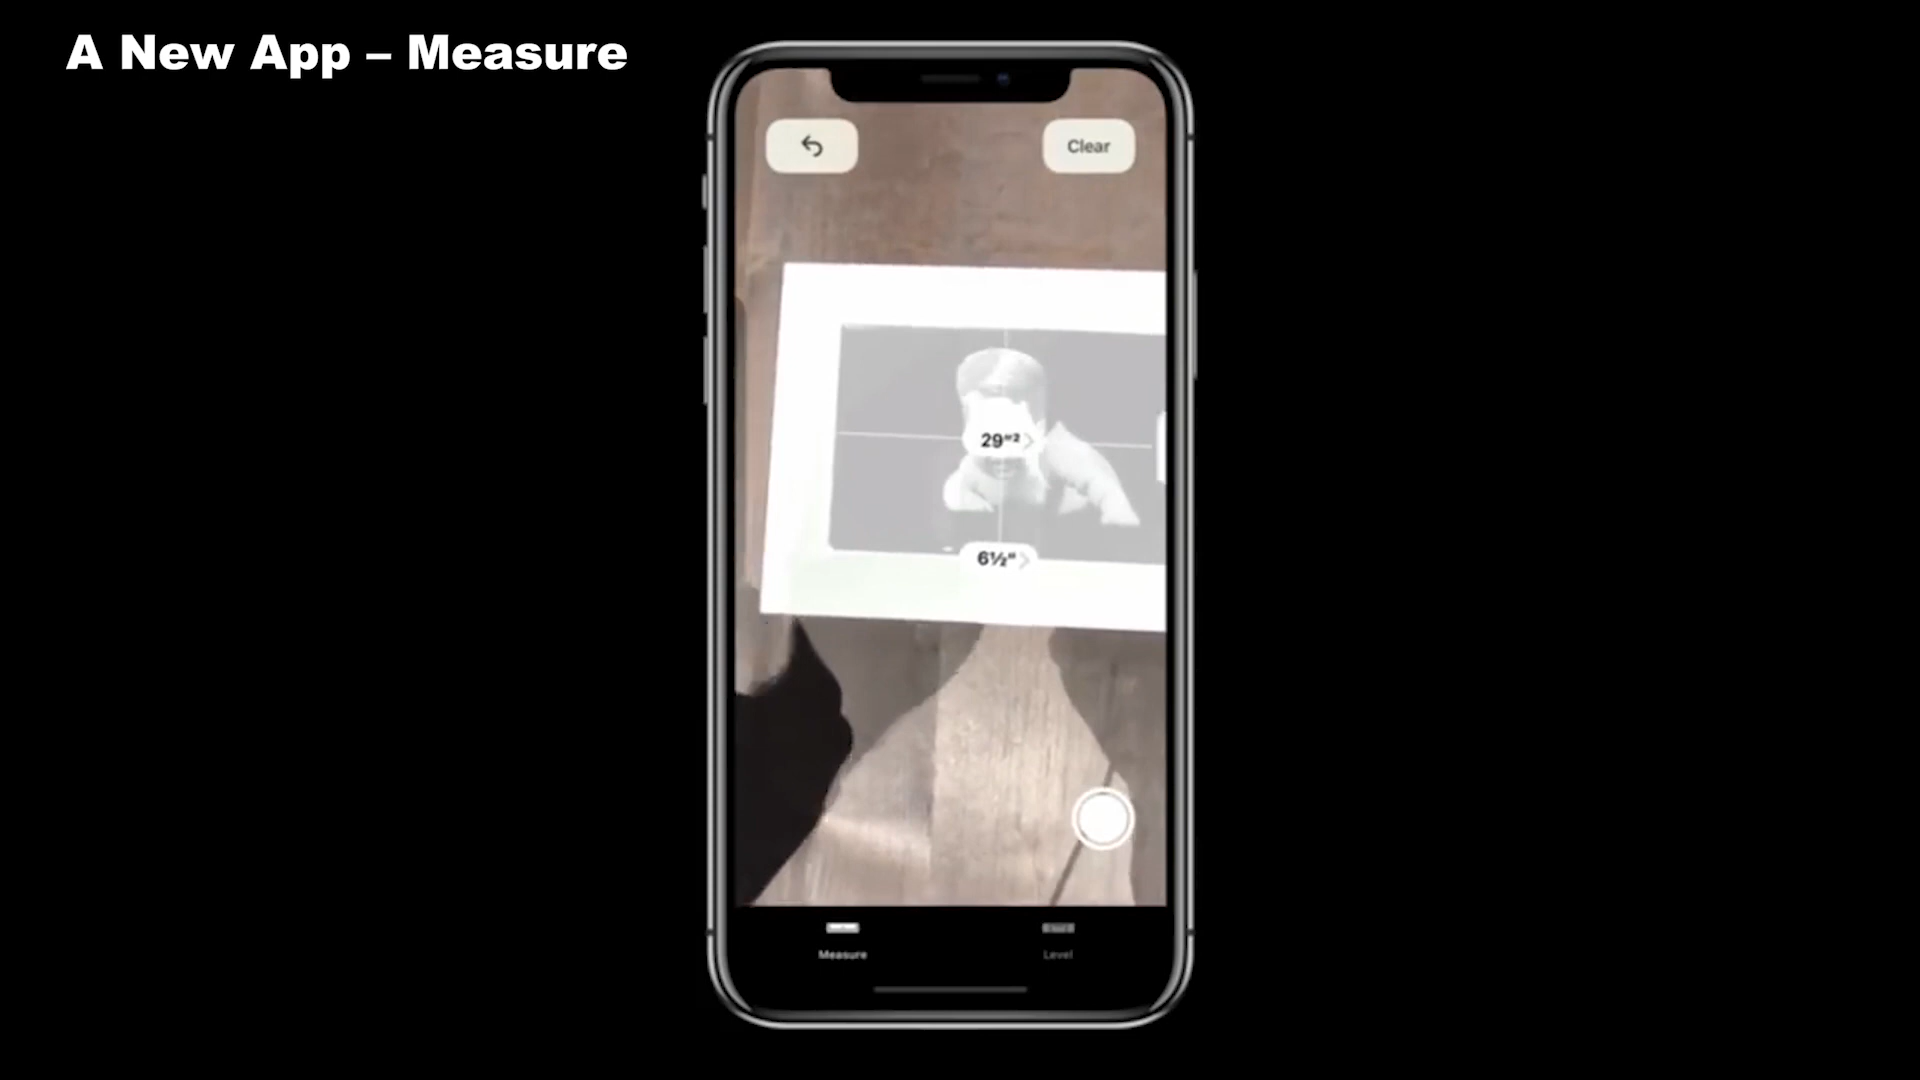 A New App – Measure
Clear
29″²
6½″
Measure
Level